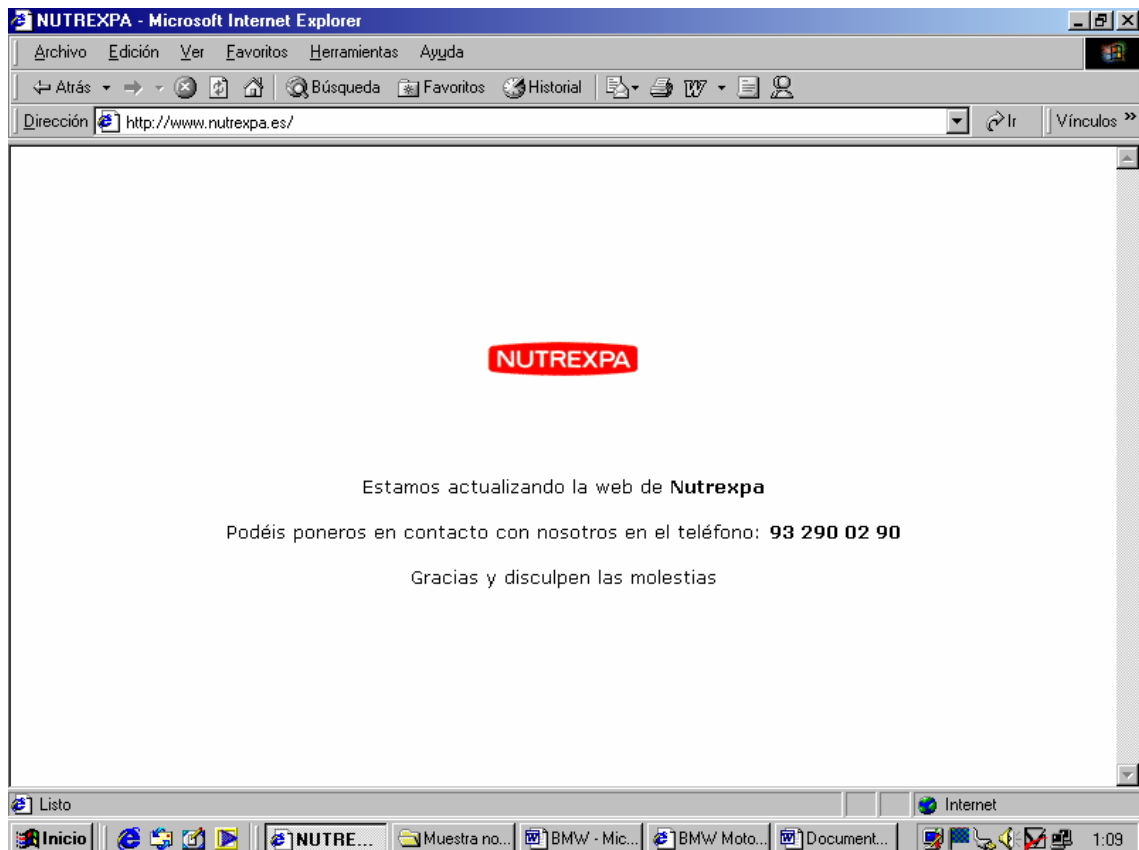 NUTREXPA - Microsoft Internet Explorer
Archivo Edición Ver Favoritos Herramientas Ayuda
Atrás Búsqueda Favoritos Historial
Dirección http://www.nutrexpa.es/ Ir Vínculos »
NUTREXPA
Estamos actualizando la web de Nutrexpa
Podéis poneros en contacto con nosotros en el teléfono: 93 290 02 90
Gracias y disculpen las molestias
Listo Internet
Inicio NUTRE... Muestra no... BMW - Mic... BMW Moto... Document... 1:09